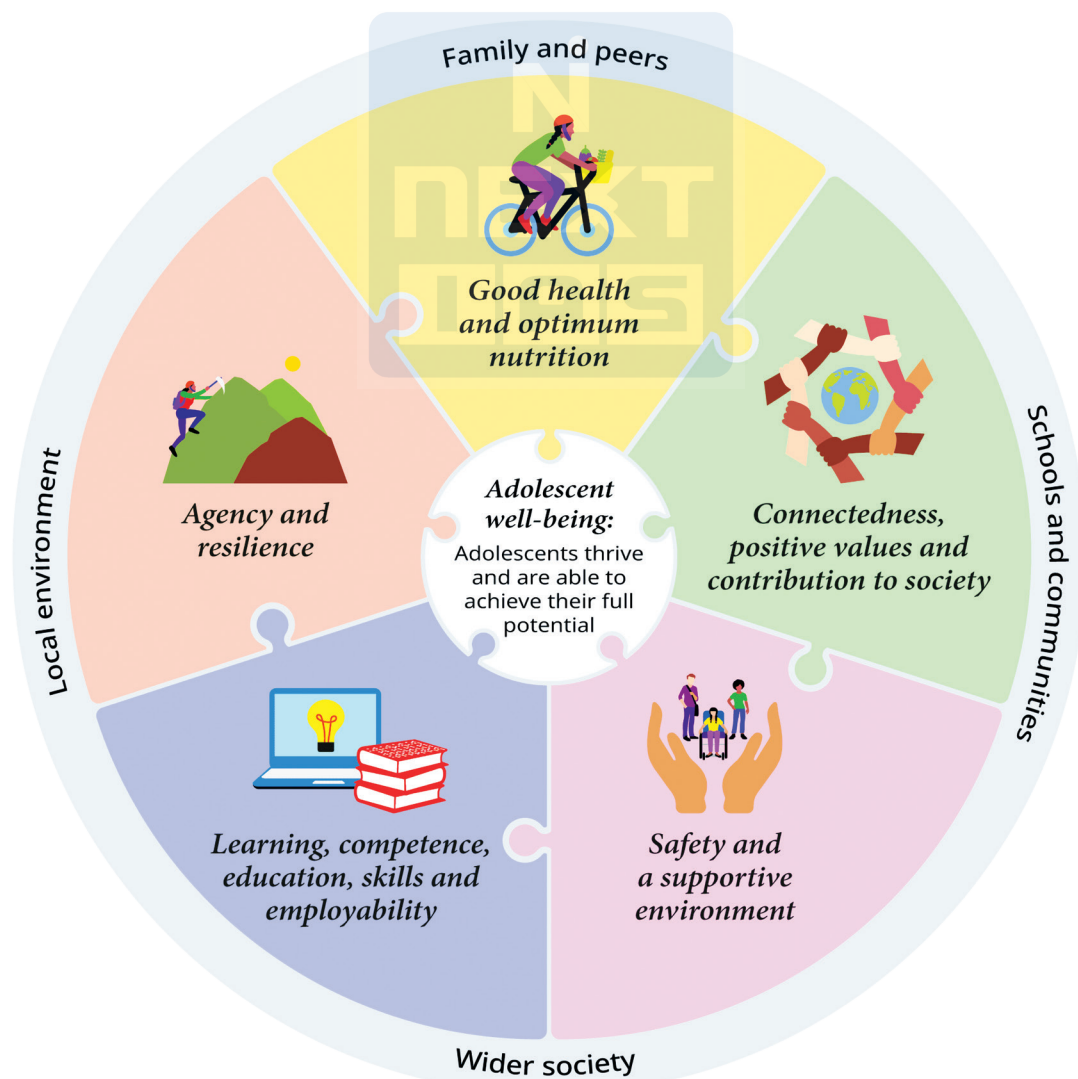 Family and peers
N
NEXT
IAS
Good health
and optimum
nutrition
Agency and
resilience
Adolescent
well-being:
Adolescents thrive
and are able to
achieve their full
potential
Connectedness,
positive values and
contribution to society
Local environment
Schools and communities
Learning, competence,
education, skills and
employability
Safety and
a supportive
environment
Wider society